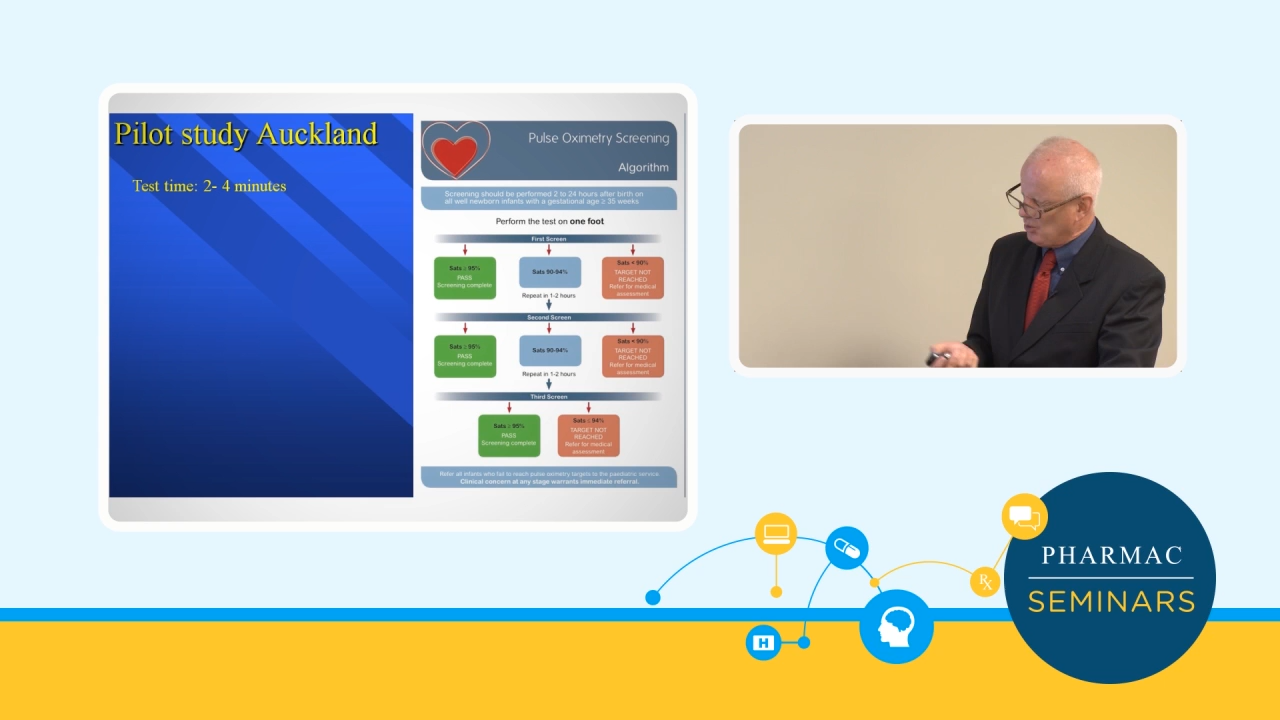 Pilot study Auckland
Test time: 2- 4 minutes
Pulse Oximetry Screening
Algorithm
Screening should be performed 2 to 24 hours after birth on
all well newborn infants with a gestational age ≥ 35 weeks
Perform the test on one foot
First Screen
Sats ≥ 95%
PASS
Screening complete
Sats 90-94%
Sats < 90%
TARGET NOT
REACHED
Refer for medical
assessment
Repeat in 1-2 hours
Second Screen
Sats ≥ 95%
PASS
Screening complete
Sats 90-94%
Sats < 90%
TARGET NOT
REACHED
Refer for medical
assessment
Repeat in 1-2 hours
Third Screen
Sats ≥ 95%
PASS
Screening complete
Sats ≤ 94%
TARGET NOT
REACHED
Refer for medical
assessment
Refer all infants who fail to reach pulse oximetry targets to the paediatric service.
Clinical concern at any stage warrants immediate referral.
H
Rx
PHARMAC
SEMINARS